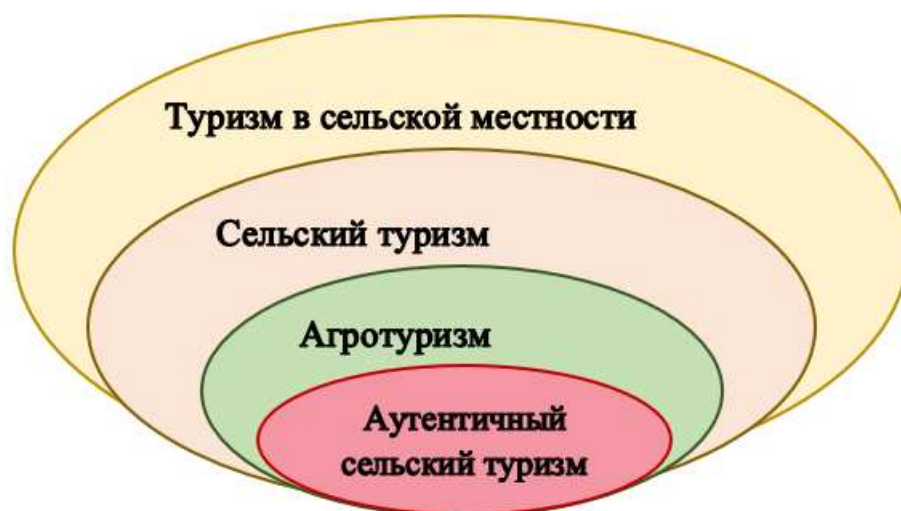 Туризм в сельской местности
Сельский туризм
Агротуризм
Аутентичный
сельский туризм